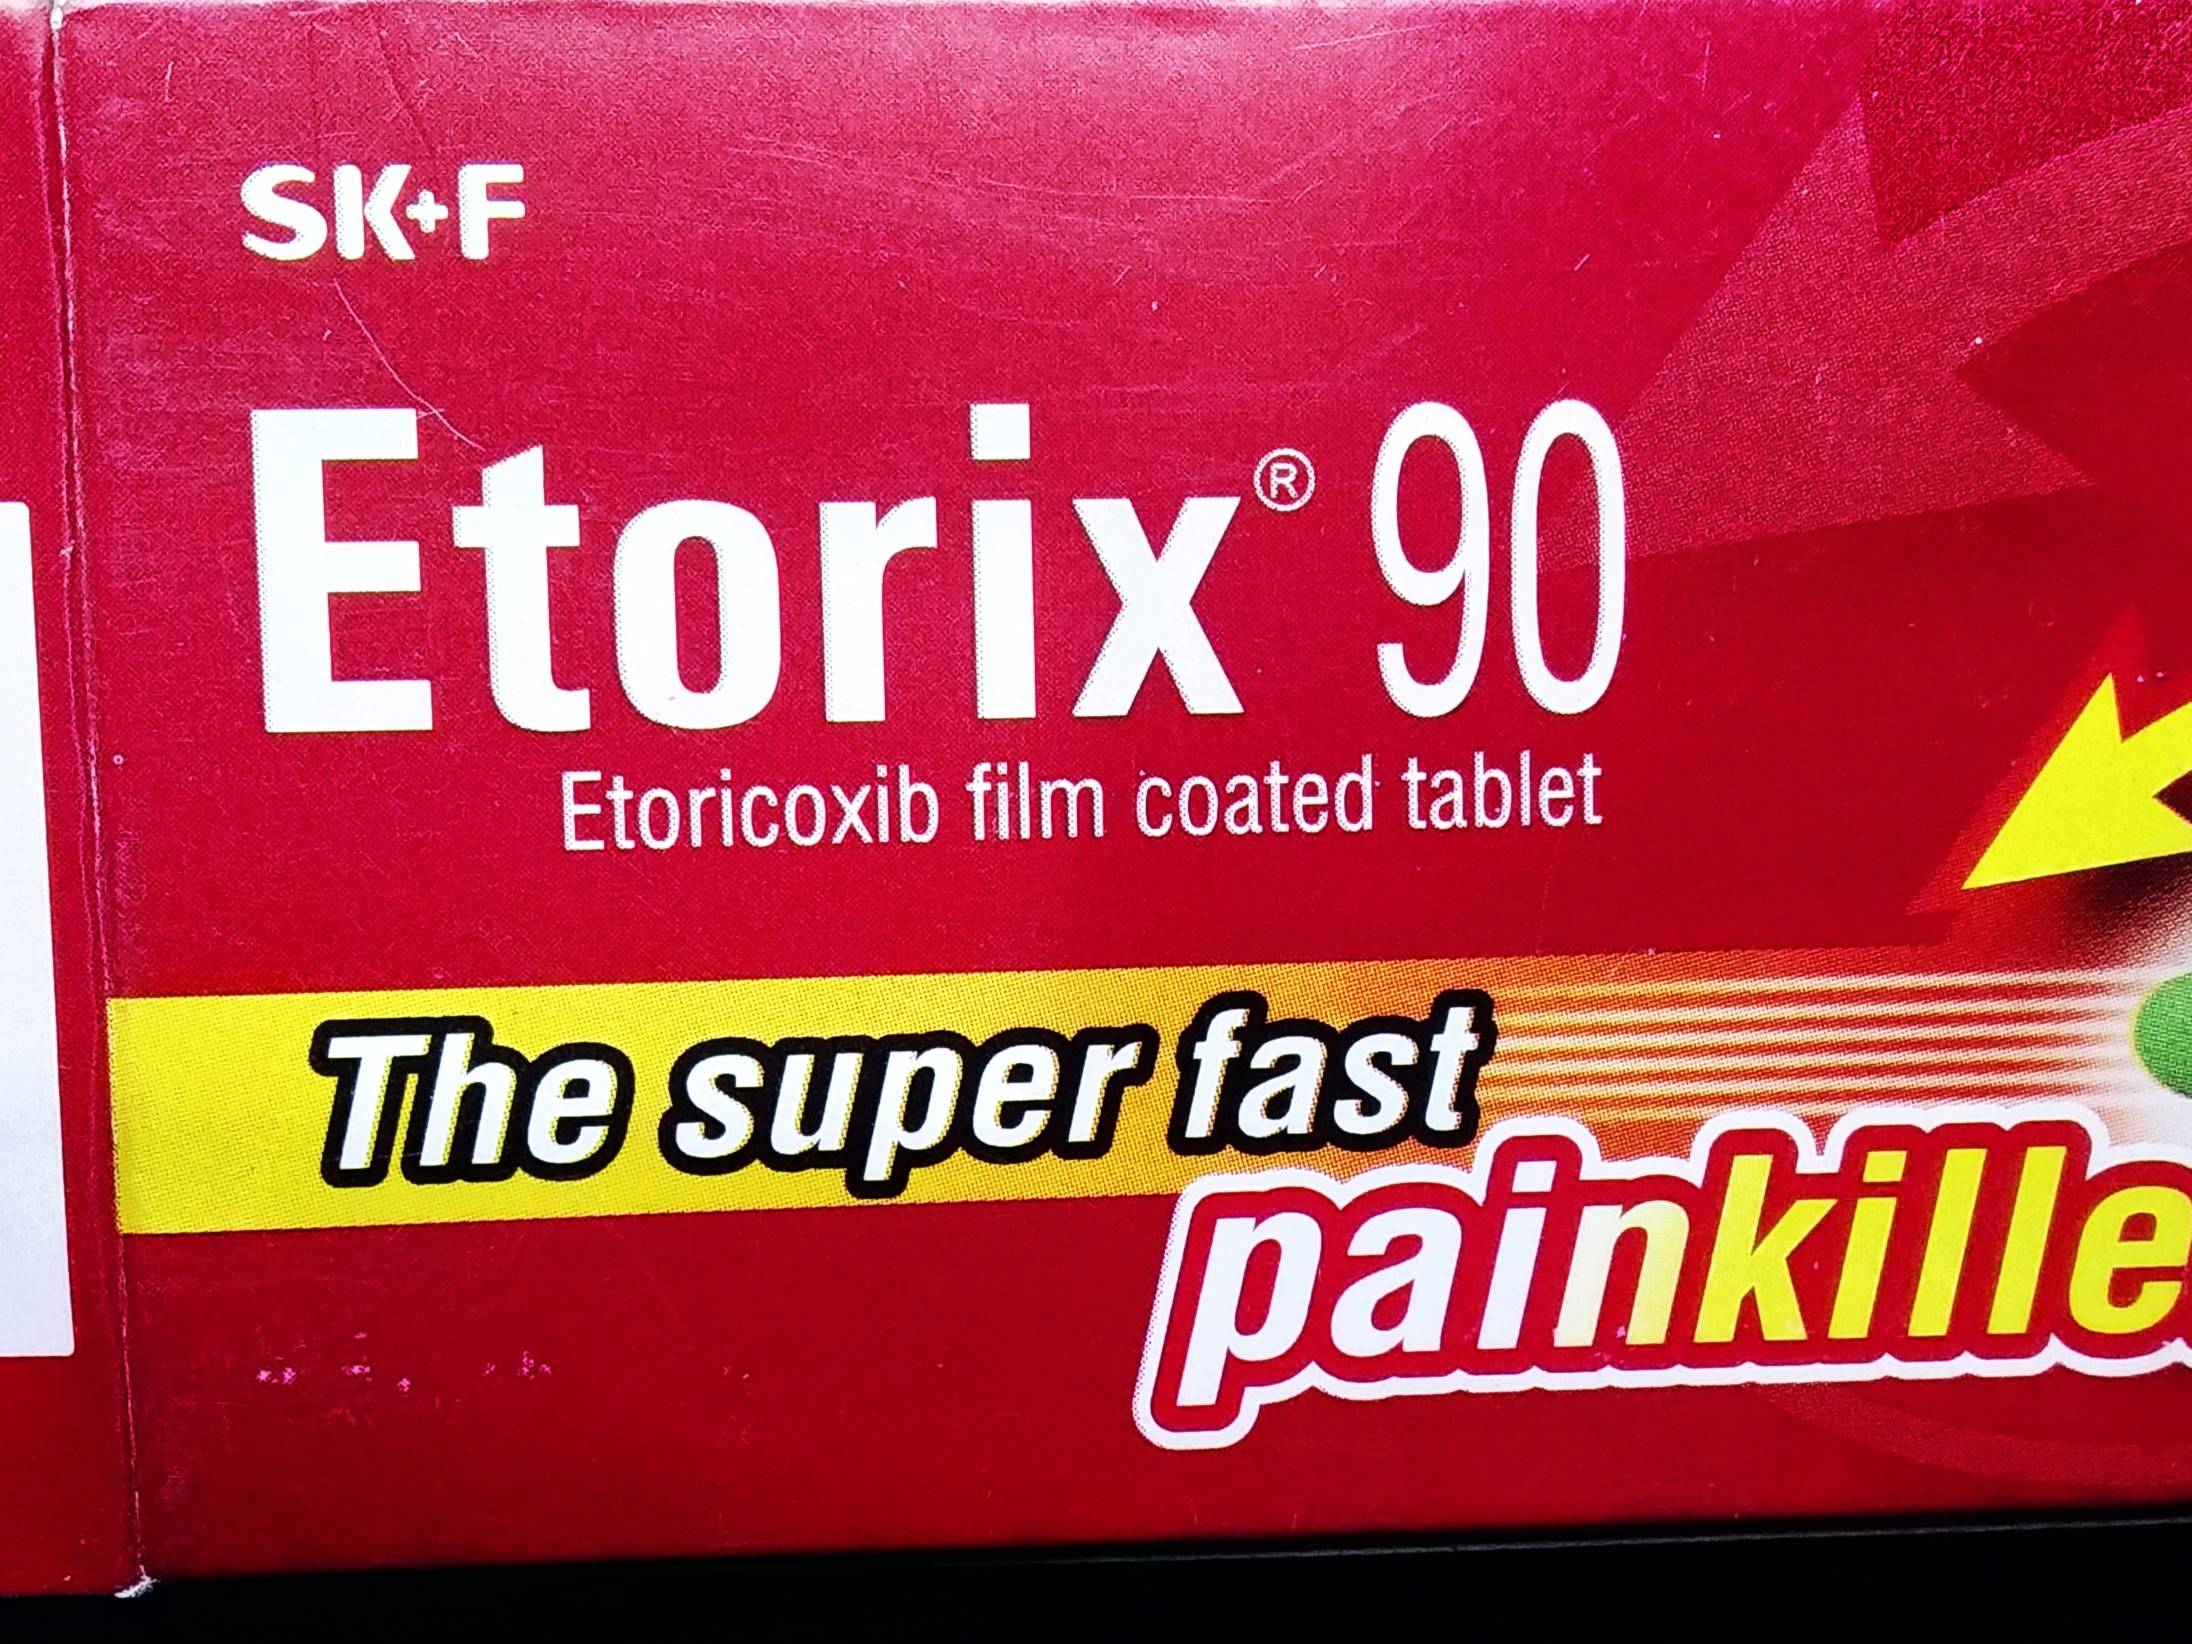 SK+F
Etorix® 90
Etoricoxib film coated tablet
The super fast
painkille